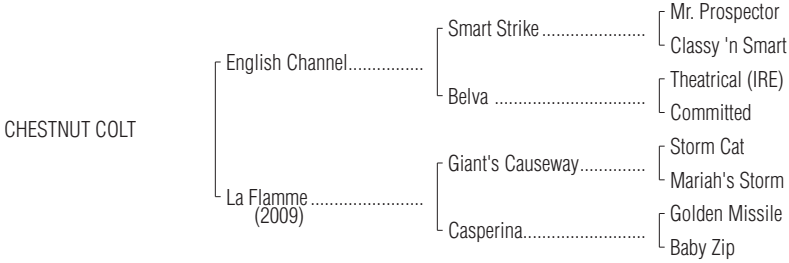 Mr. Prospector
Smart Strike ......................
Classy 'n Smart
English Channel................
Theatrical (IRE)
Belva ................................
Committed
CHESTNUT COLT
Storm Cat
Giant's Causeway..............
Mariah's Storm
La Flamme ........................
(2009)
Golden Missile
Casperina..........................
Baby Zip